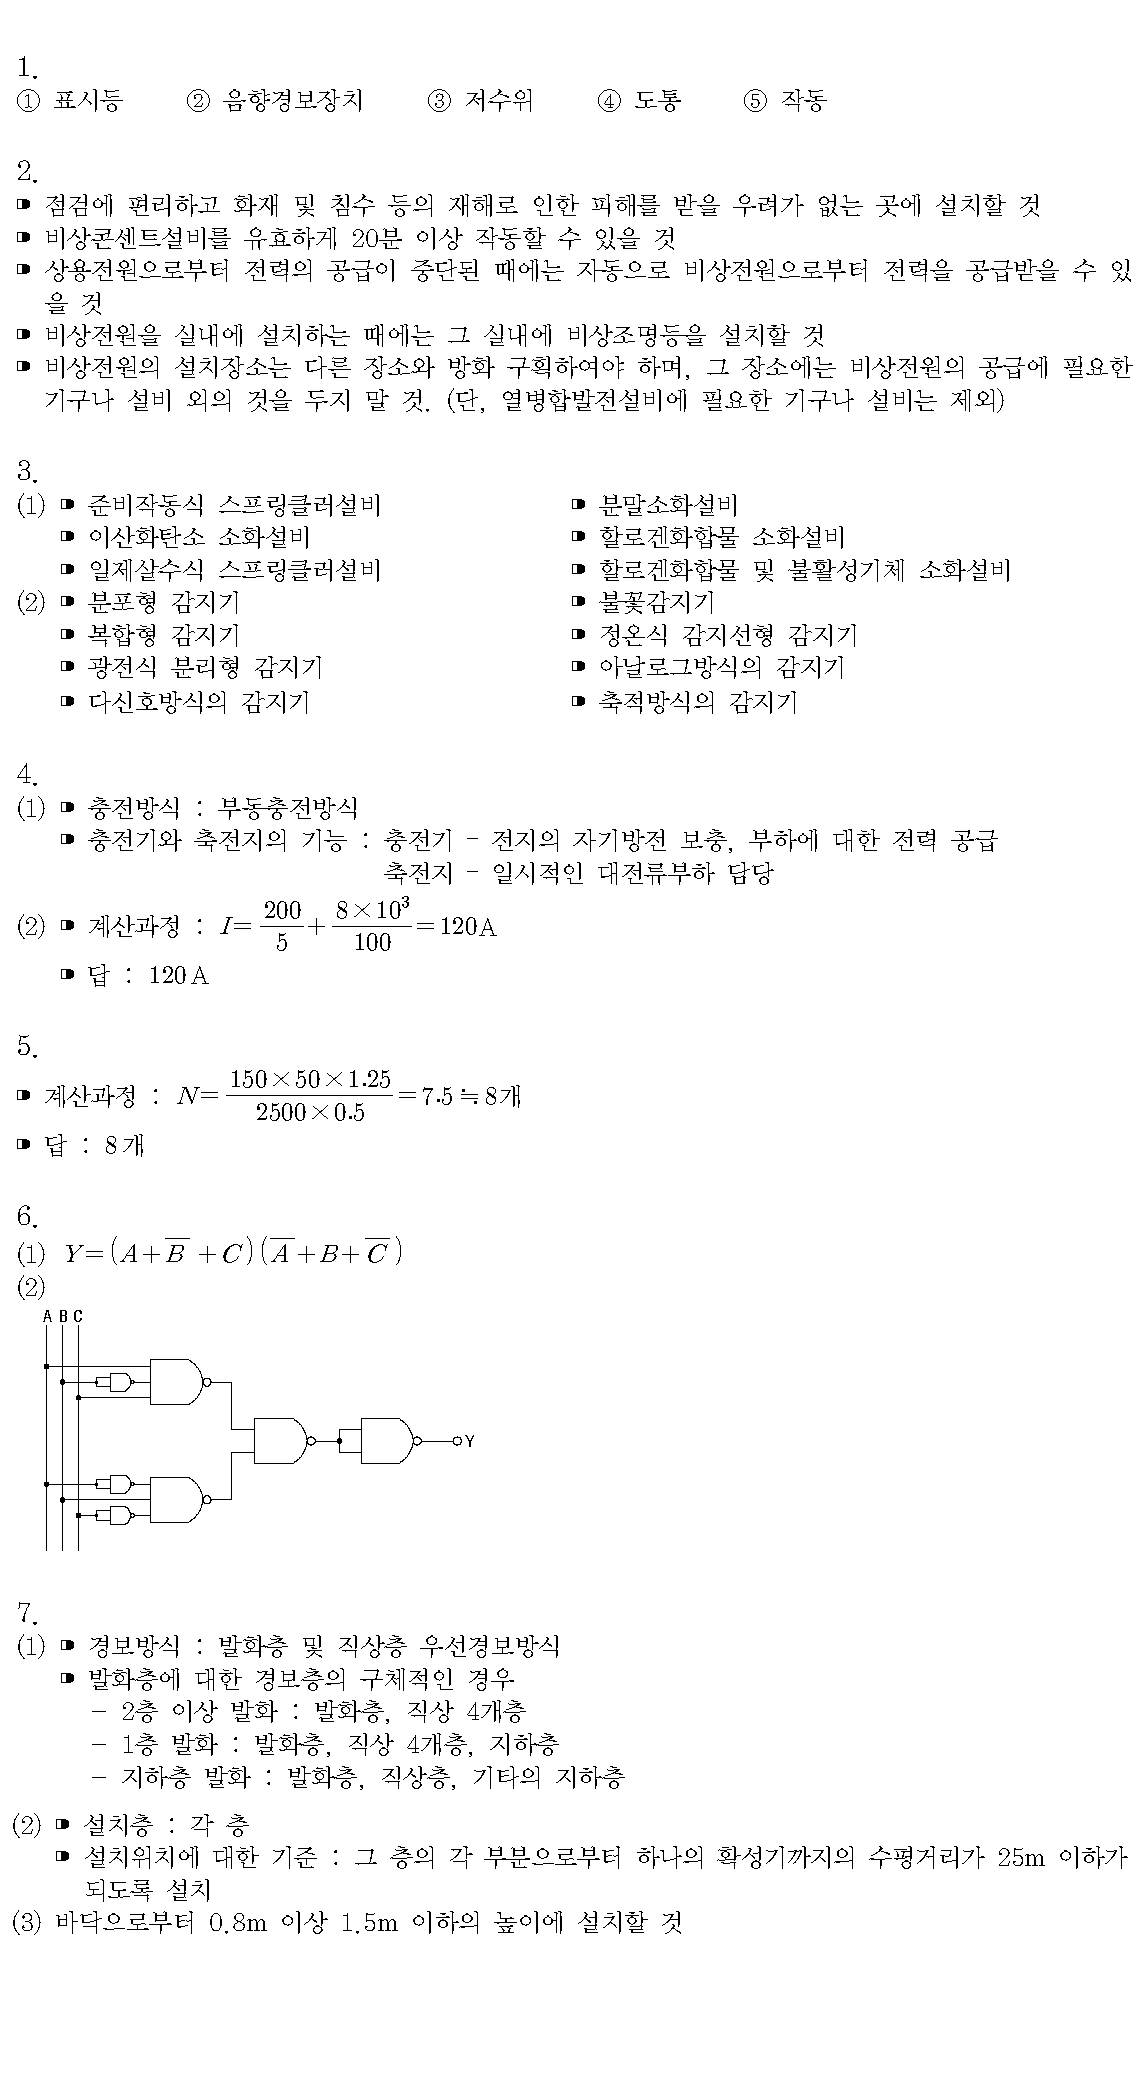 1.
① 표시등 ② 음향경보장치 ③ 저수위 ④ 도통 ⑤ 작동
2.
점검에 편리하고 화재 및 침수 등의 재해로 인한 피해를 받을 우려가 없는 곳에 설치할 것
비상콘센트설비를 유효하게 20분 이상 작동할 수 있을 것
상용전원으로부터 전력의 공급이 중단된 때에는 자동으로 비상전원으로부터 전력을 공급받을 수 있
을 것
비상전원을 실내에 설치하는 때에는 그 실내에 비상조명등을 설치할 것
비상전원의 설치장소는 다른 장소와 방화 구획하여야 하며, 그 장소에는 비상전원의 공급에 필요한
기구나 설비 외의 것을 두지 말 것. (단, 열병합발전설비에 필요한 기구나 설비는 제외)
3.
(1) 준비작동식 스프링클러설비 분말소화설비
이산화탄소 소화설비 할로겐화합물 소화설비
일제살수식 스프링클러설비 할로겐화합물 및 불활성기체 소화설비
(2) 분포형 감지기 불꽃감지기
복합형 감지기 정온식 감지선형 감지기
광전식 분리형 감지기 아날로그방식의 감지기
다신호방식의 감지기 축적방식의 감지기
4.
(1) 충전방식 : 부동충전방식
충전기와 축전지의 기능 : 충전기 - 전지의 자기방전 보충, 부하에 대한 전력 공급
축전지 - 일시적인 대전류부하 담당
(2) 계산과정 : I= 200/5 + 8×10³/100 =120A
답 : 120A
5.
계산과정 : N= 150×50×1.25/2500×0.5 =7.5≒8개
답 : 8개
6.
(1) Y=(A+B̅+C)(A̅+B+C̅)
(2)
A B C
Y
7.
(1) 경보방식 : 발화층 및 직상층 우선경보방식
발화층에 대한 경보층의 구체적인 경우
- 2층 이상 발화 : 발화층, 직상 4개층
- 1층 발화 : 발화층, 직상 4개층, 지하층
- 지하층 발화 : 발화층, 직상층, 기타의 지하층
(2) 설치층 : 각 층
설치위치에 대한 기준 : 그 층의 각 부분으로부터 하나의 확성기까지의 수평거리가 25m 이하가
되도록 설치
(3) 바닥으로부터 0.8m 이상 1.5m 이하의 높이에 설치할 것